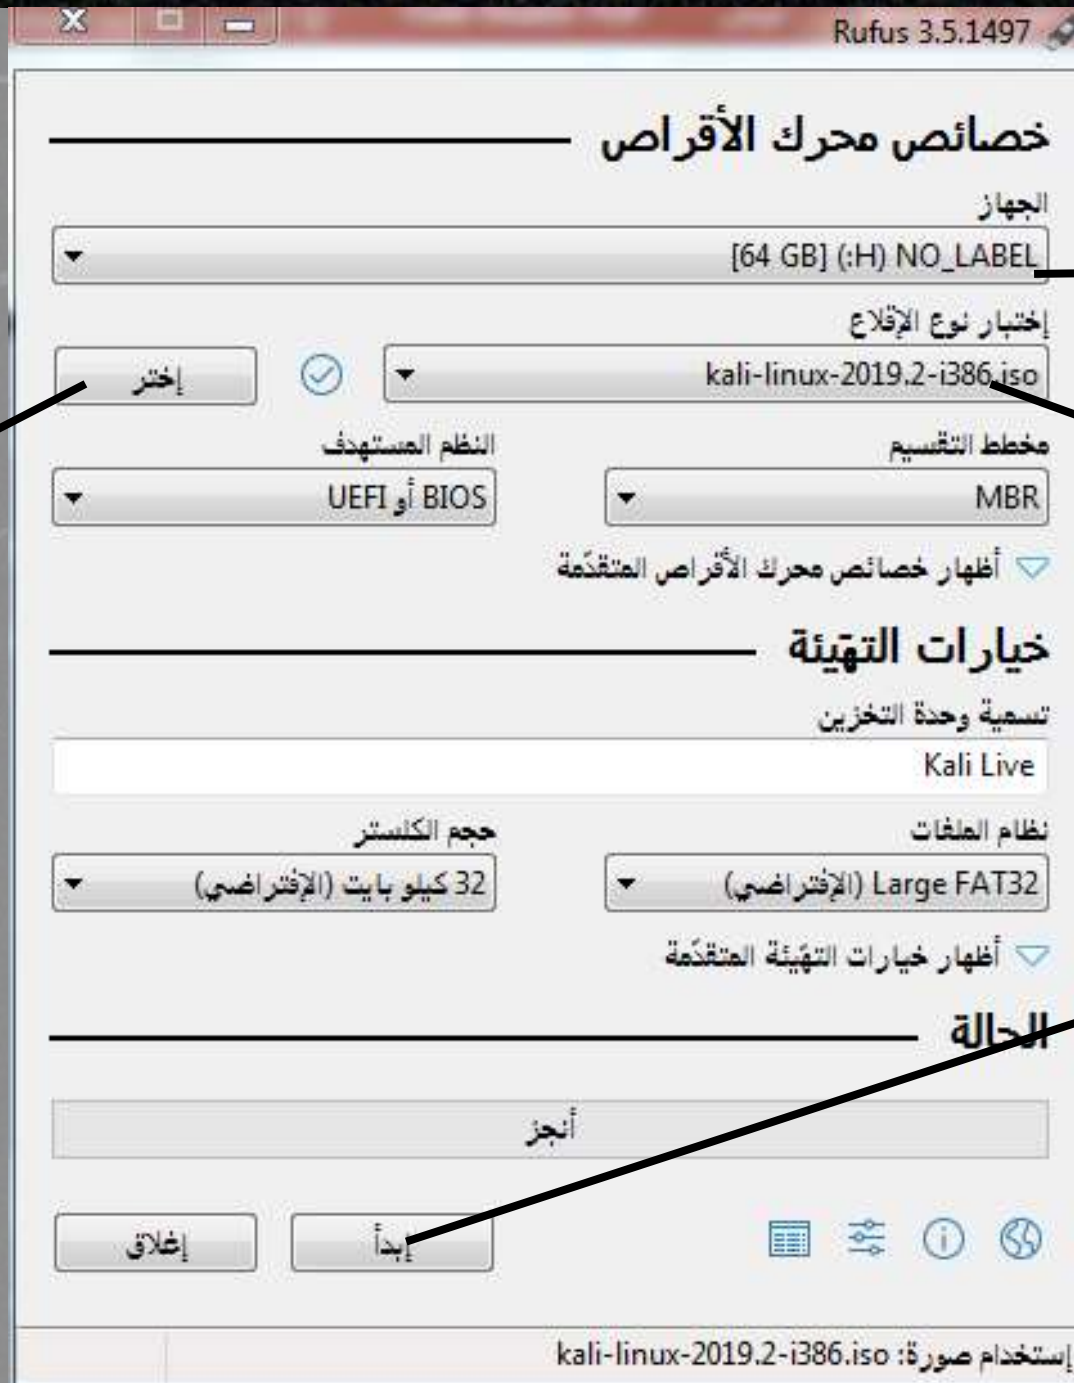 Rufus 3.5.1497
خصائص محرك الأقراص
الجهاز
[64 GB] (:H) NO_LABEL
إختبار نوع الإقلاع
kali-linux-2019.2-i386.iso
إختر
مخطط التقسيم
النظم المستهدف
MBR
BIOS أو UEFI
أظهار خصائص محرك الأقراص المتقدّمة
خيارات التهيئة
تسمية وحدة التخزين
Kali Live
نظام الملفات
حجم الكلستر
Large FAT32 (الإفتراضي)
32 كيلو بايت (الإفتراضي)
أظهار خيارات التهيئة المتقدّمة
الحالة
أنجز
إبدأ
إغلاق
إستخدام صورة: kali-linux-2019.2-i386.iso